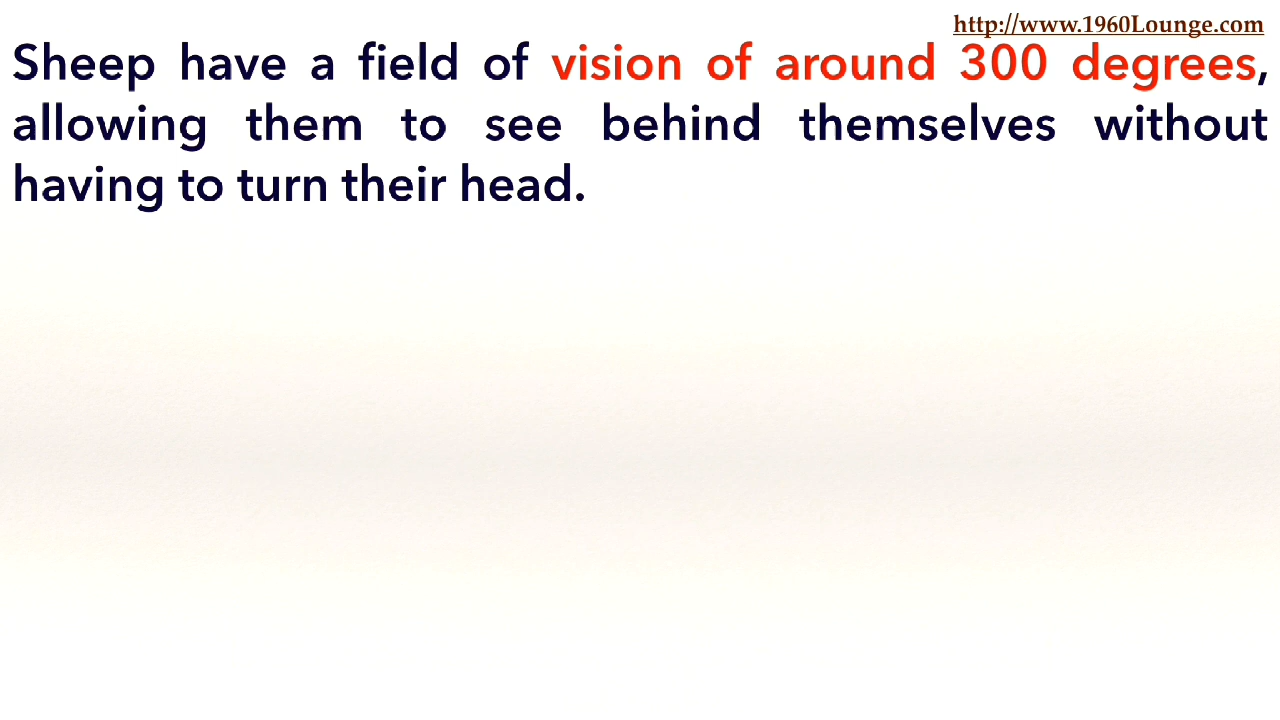 http://www.1960Lounge.com
Sheep have a field of vision of around 300 degrees,
allowing them to see behind themselves without
having to turn their head.